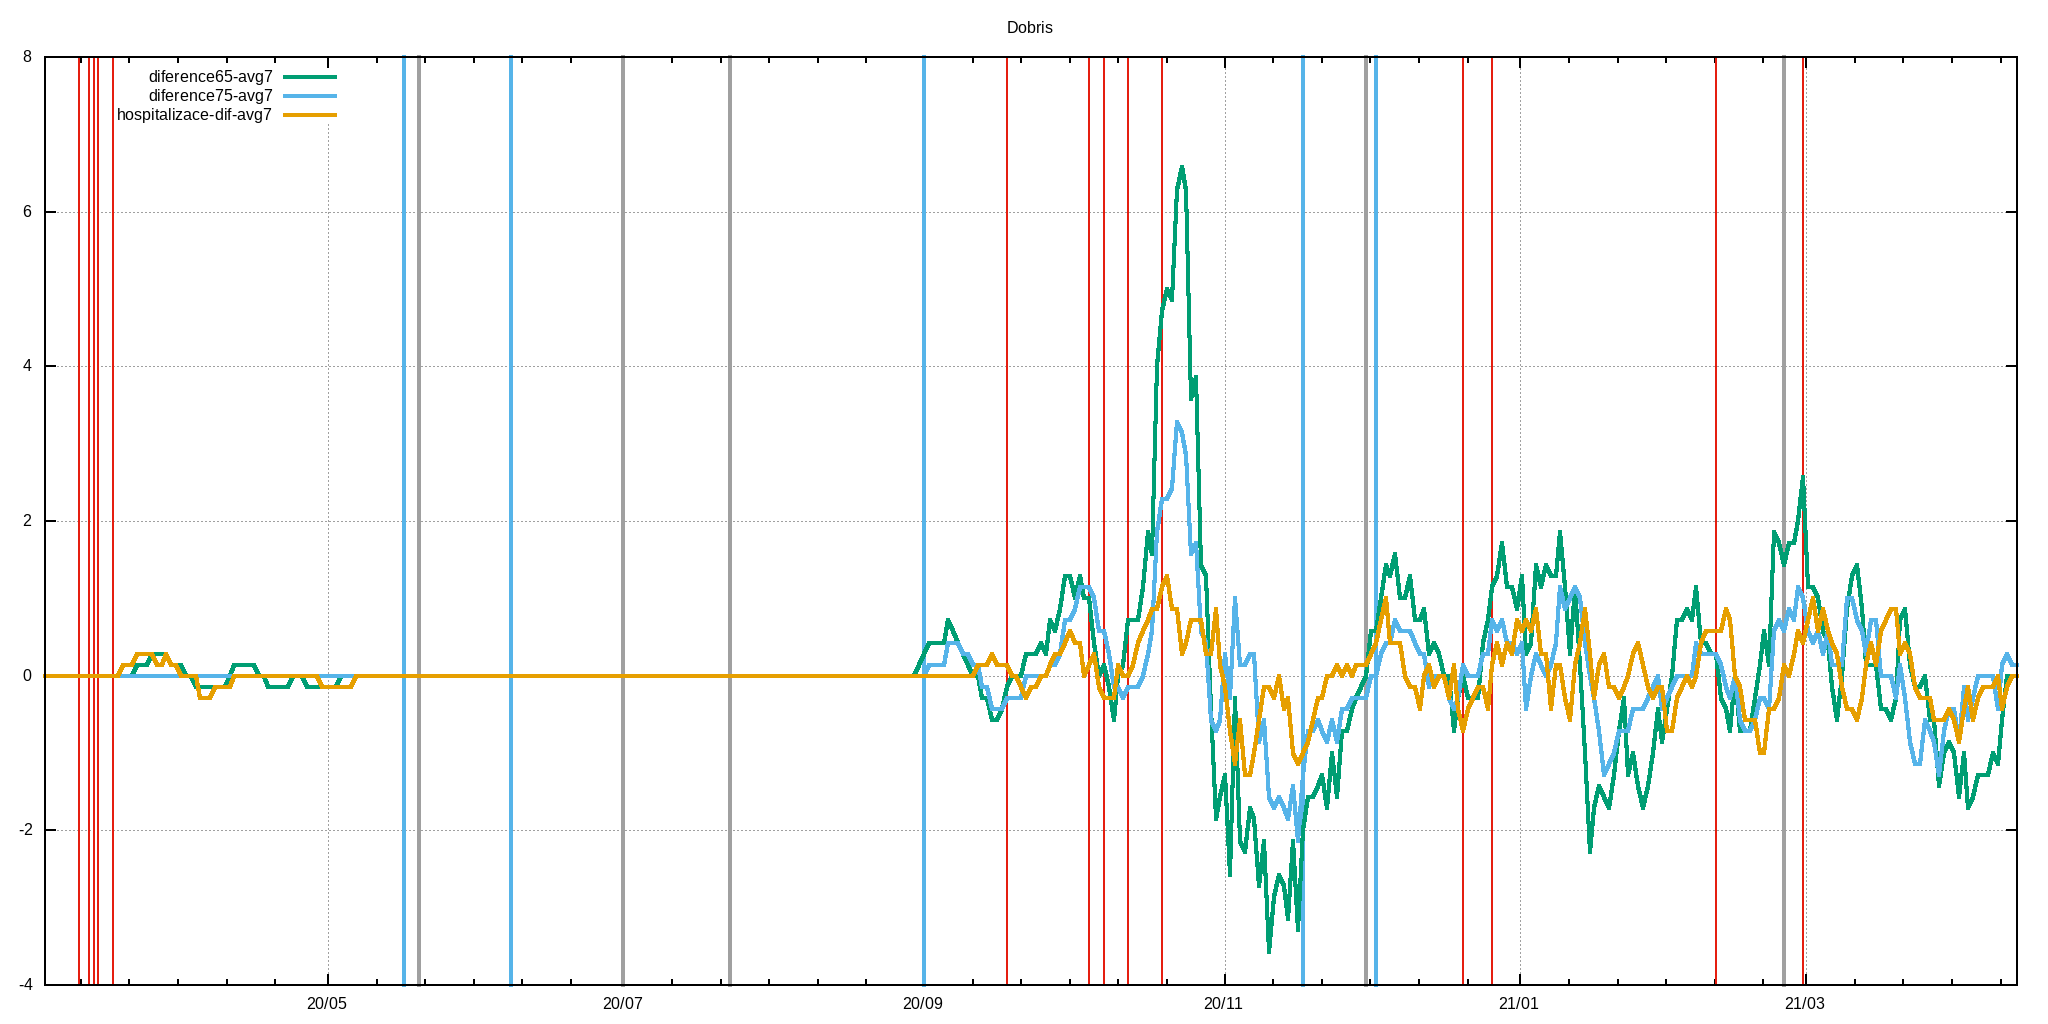 Dobris
8
diference65-avg7
diference75-avg7
hospitalizace-dif-avg7
6
4
2
0
-2
-4
20/05 20/07 20/09 20/11 21/01 21/03